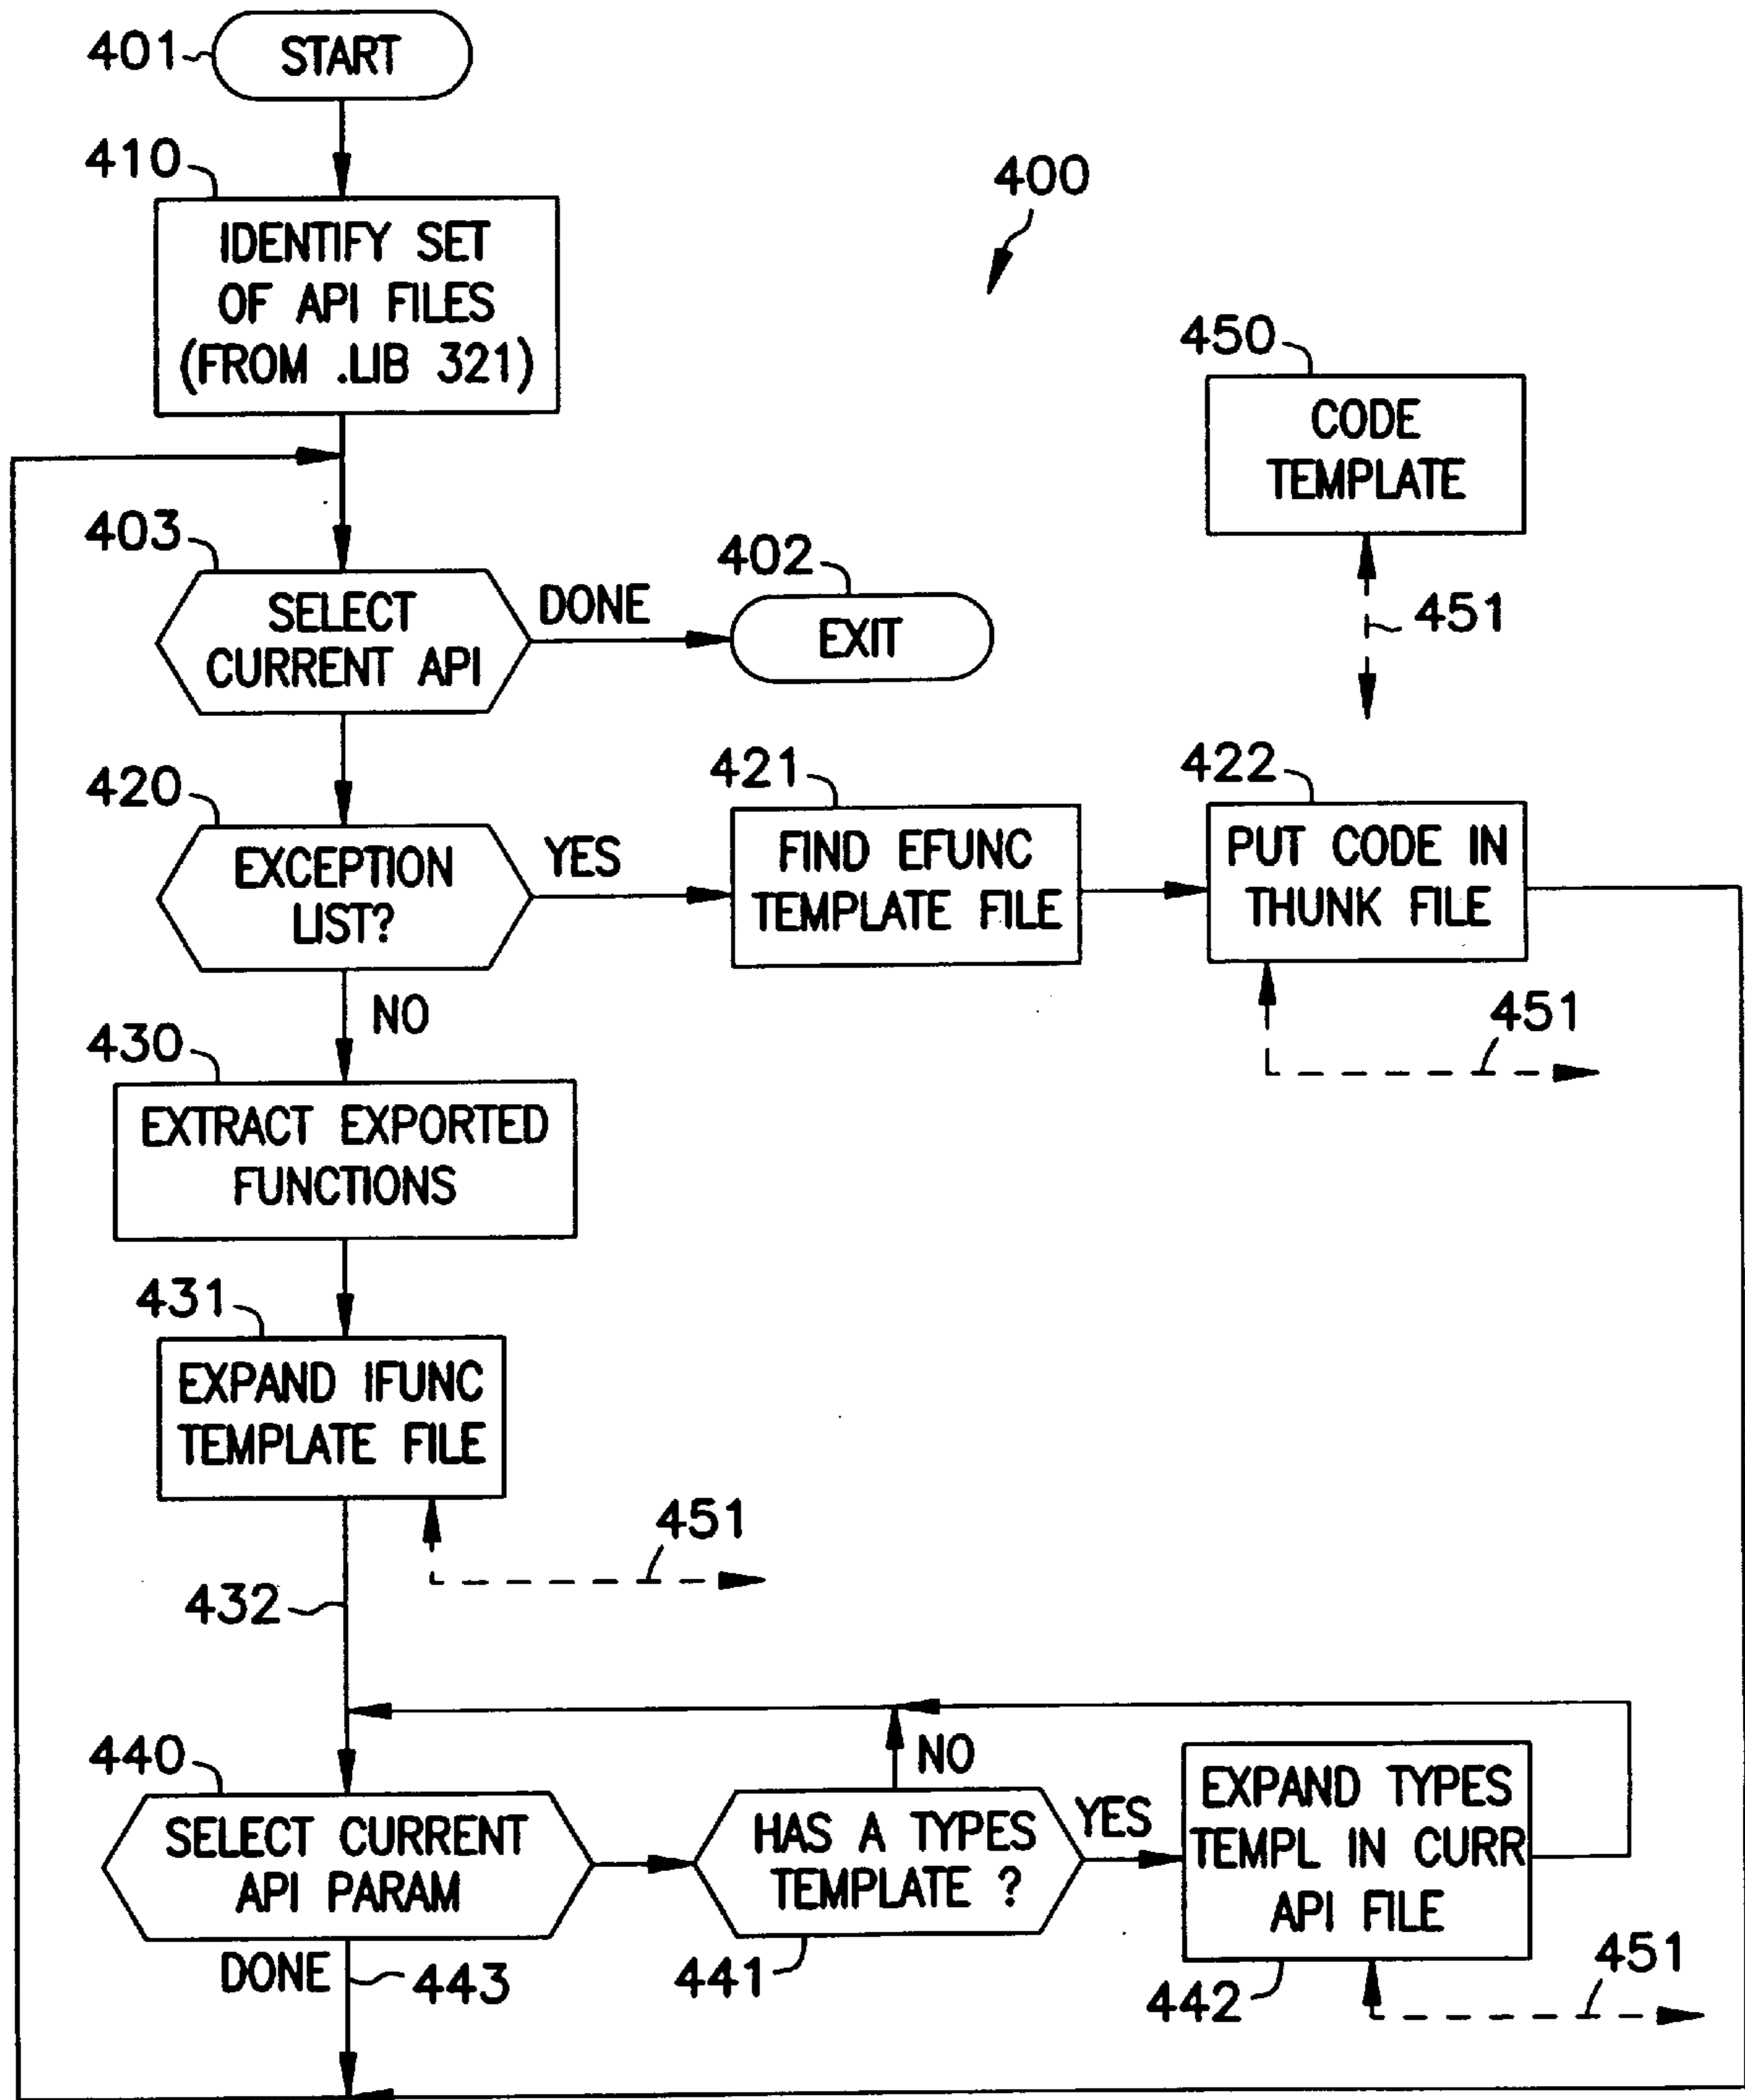 401
START
410
IDENTIFY SET
OF API FILES
(FROM .LIB 321)
400
450
CODE
TEMPLATE
451
403
SELECT
CURRENT API
DONE
402
EXIT
420
EXCEPTION
LIST?
YES
421
FIND EFUNC
TEMPLATE FILE
422
PUT CODE IN
THUNK FILE
451
NO
430
EXTRACT EXPORTED
FUNCTIONS
431
EXPAND IFUNC
TEMPLATE FILE
451
432
440
SELECT CURRENT
API PARAM
NO
HAS A TYPES
TEMPLATE ?
441
YES
EXPAND TYPES
TEMPL IN CURR
API FILE
442
451
DONE
443